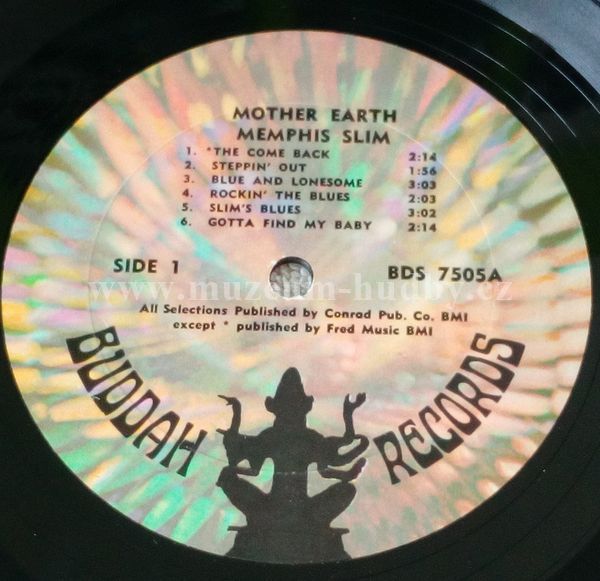 MOTHER EARTH
MEMPHIS SLIM
1. *THE COME BACK 2:14
2. STEPPIN' OUT 1:56
3. BLUE AND LONESOME 3:03
4. ROCKIN' THE BLUES 2:03
5. SLIM'S BLUES 3:02
6. GOTTA FIND MY BABY 2:14
SIDE 1 BDS 7505A
www.muzeum-hudby.cz
All Selections Published by Conrad Pub. Co. BMI
except * published by Fred Music BMI
BUDDAH RECORDS